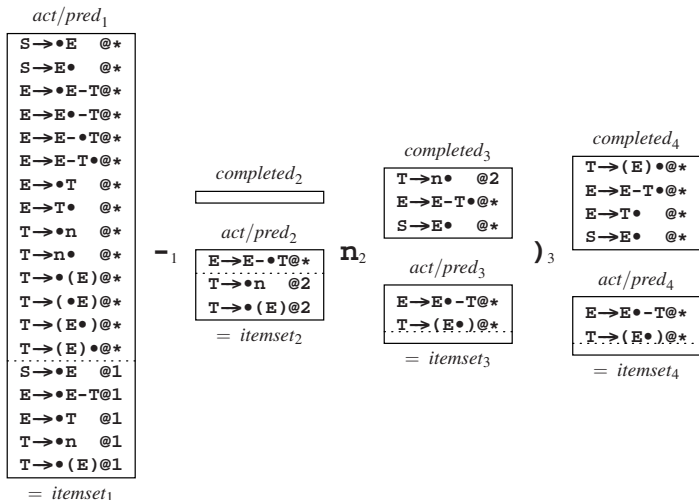 act/pred1
S→•E @*
S→E• @*
E→•E-T@*
E→E•-T@*
E→E-•T@*
E→E-T•@*
E→•T @*
E→T• @*
T→•n @*
T→n• @*
T→•(E)@*
T→(•E)@*
T→(E•)@*
T→(E)•@*
S→•E @1
E→•E-T@1
E→•T @1
T→•n @1
T→•(E)@1
= itemset1
-1
completed2
act/pred2
E→E-•T@*
T→•n @2
T→•(E)@2
= itemset2
n2
completed3
T→n• @2
E→E-T•@*
S→E• @*
act/pred3
E→E•-T@*
T→(E•)@*
= itemset3
)3
completed4
T→(E)•@*
E→E-T•@*
E→T• @*
S→E• @*
act/pred4
E→E•-T@*
T→(E•)@*
= itemset4